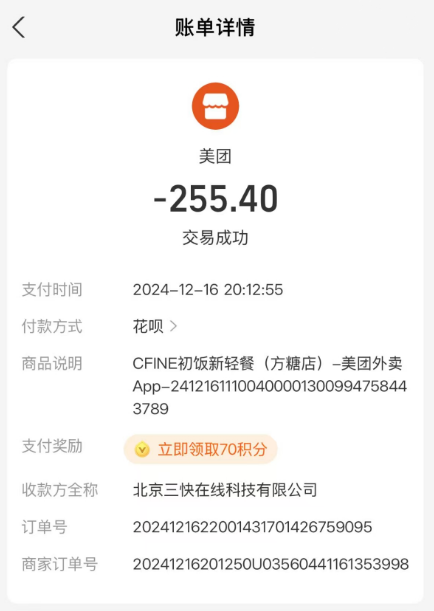 账单详情
美团
-255.40
交易成功
支付时间 2024-12-16 20:12:55
付款方式 花呗
商品说明 CFINE初饭新轻餐（方糖店）-美团外卖
App-24121611100400001300994758443789
支付奖励 立即领取70积分
收款方全称 北京三快在线科技有限公司
订单号 2024121622001431701426759095
商家订单号 20241216201250U03560441161353998